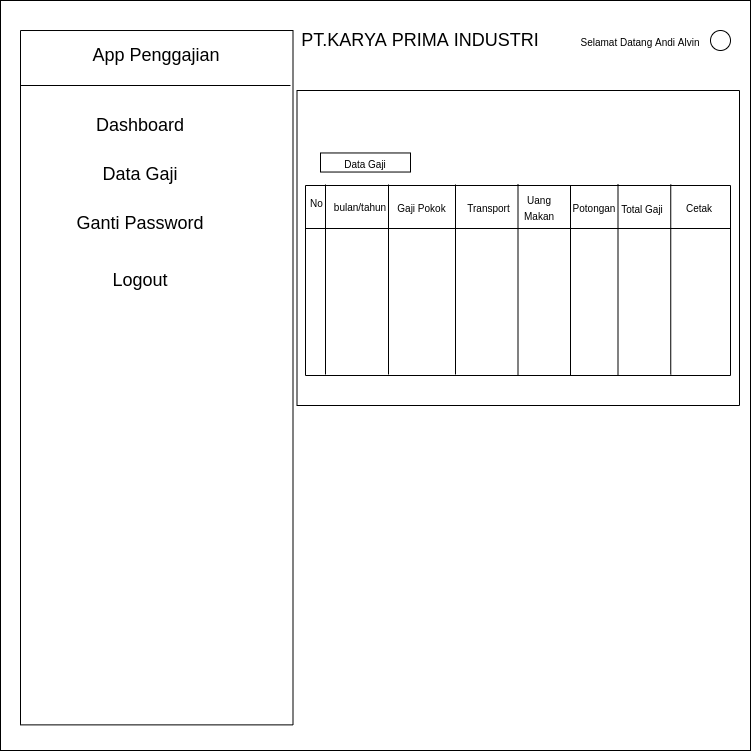 App Penggajian
PT.KARYA PRIMA INDUSTRI
Selamat Datang Andi Alvin
Dashboard
Data Gaji
Ganti Password
Logout
Data Gaji
No
bulan/tahun
Gaji Pokok
Transport
Uang
Makan
Potongan
Total Gaji
Cetak